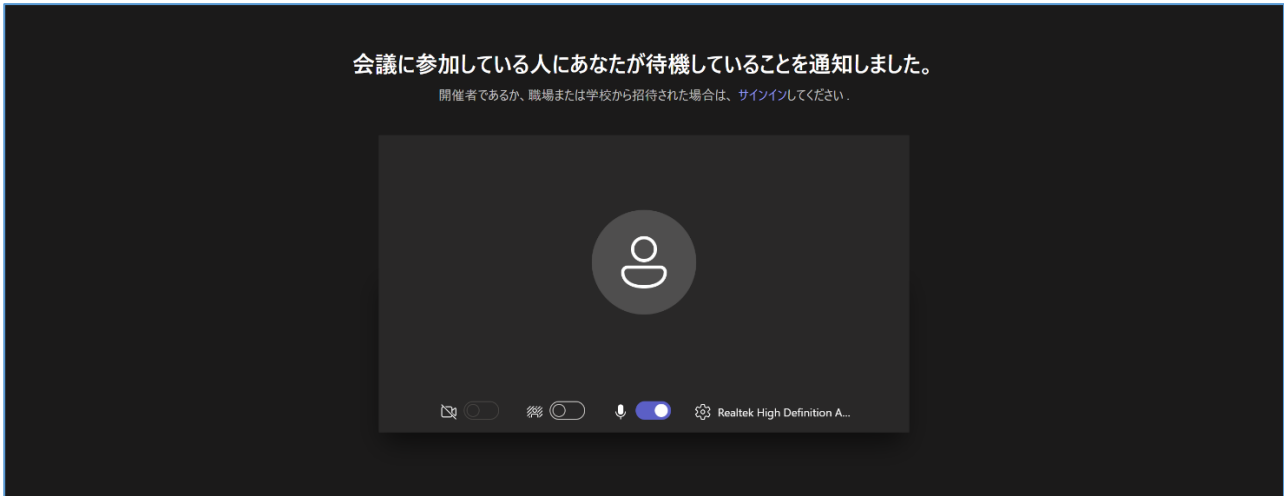 会議に参加している人にあなたが待機していることを通知しました。
開催者であるか、職場または学校から招待された場合は、サインインしてください.
Realtek High Definition A...